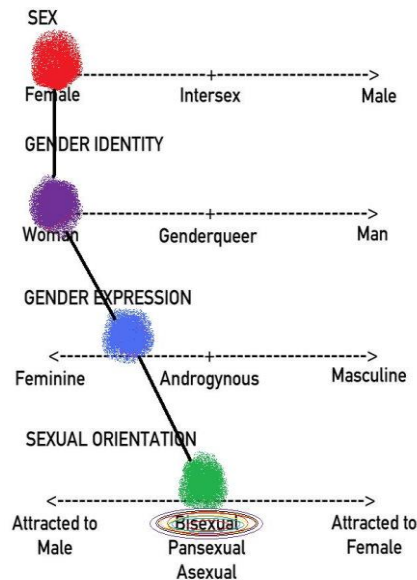 SEX
Female Intersex Male
GENDER IDENTITY
Woman Genderqueer Man
GENDER EXPRESSION
Feminine Androgynous Masculine
SEXUAL ORIENTATION
Attracted to Bisexual Attracted to
Male Pansexual Female
Asexual